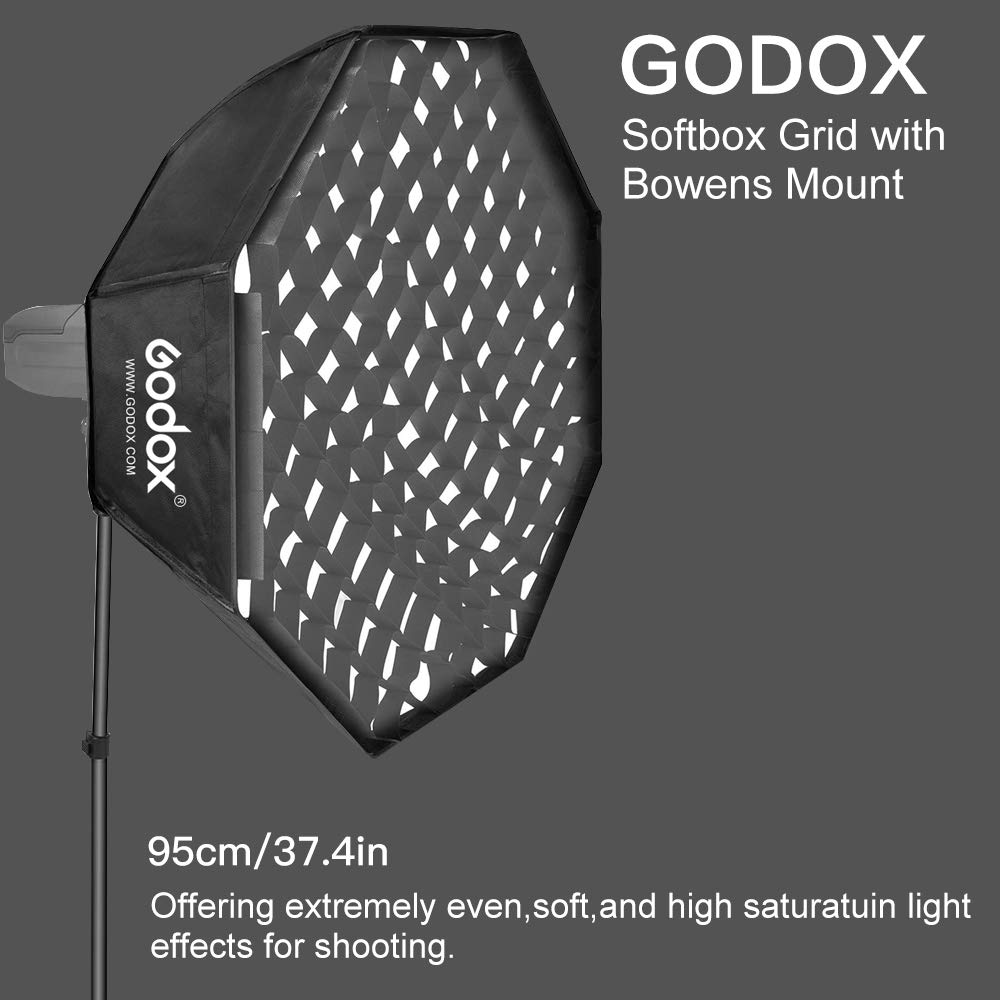 GODOX
Softbox Grid with
Bowens Mount
Godox®
WWW.GODOX.COM
95cm/37.4in
Offering extremely even,soft,and high saturatuin light
effects for shooting.